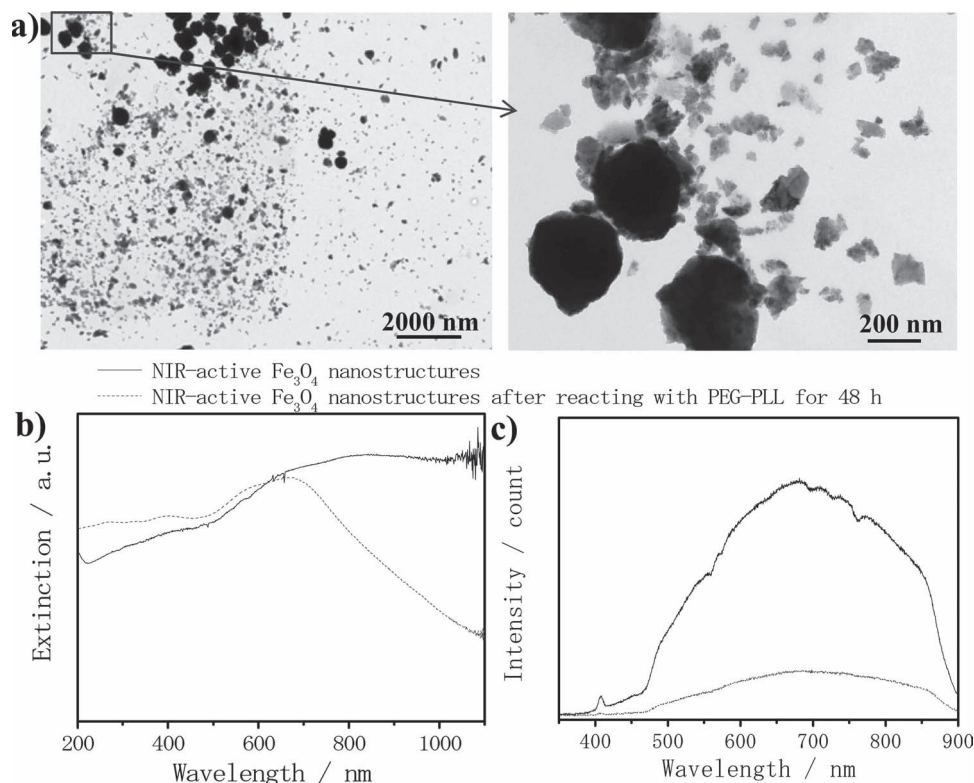 a)
2000 nm
200 nm
NIR-active Fe₃O₄ nanostructures
NIR-active Fe₃O₄ nanostructures after reacting with PEG-PLL for 48 h
b)
Extinction / a.u.
200 400 600 800 1000
Wavelength / nm
c)
Intensity / count
400 500 600 700 800 900
Wavelength / nm